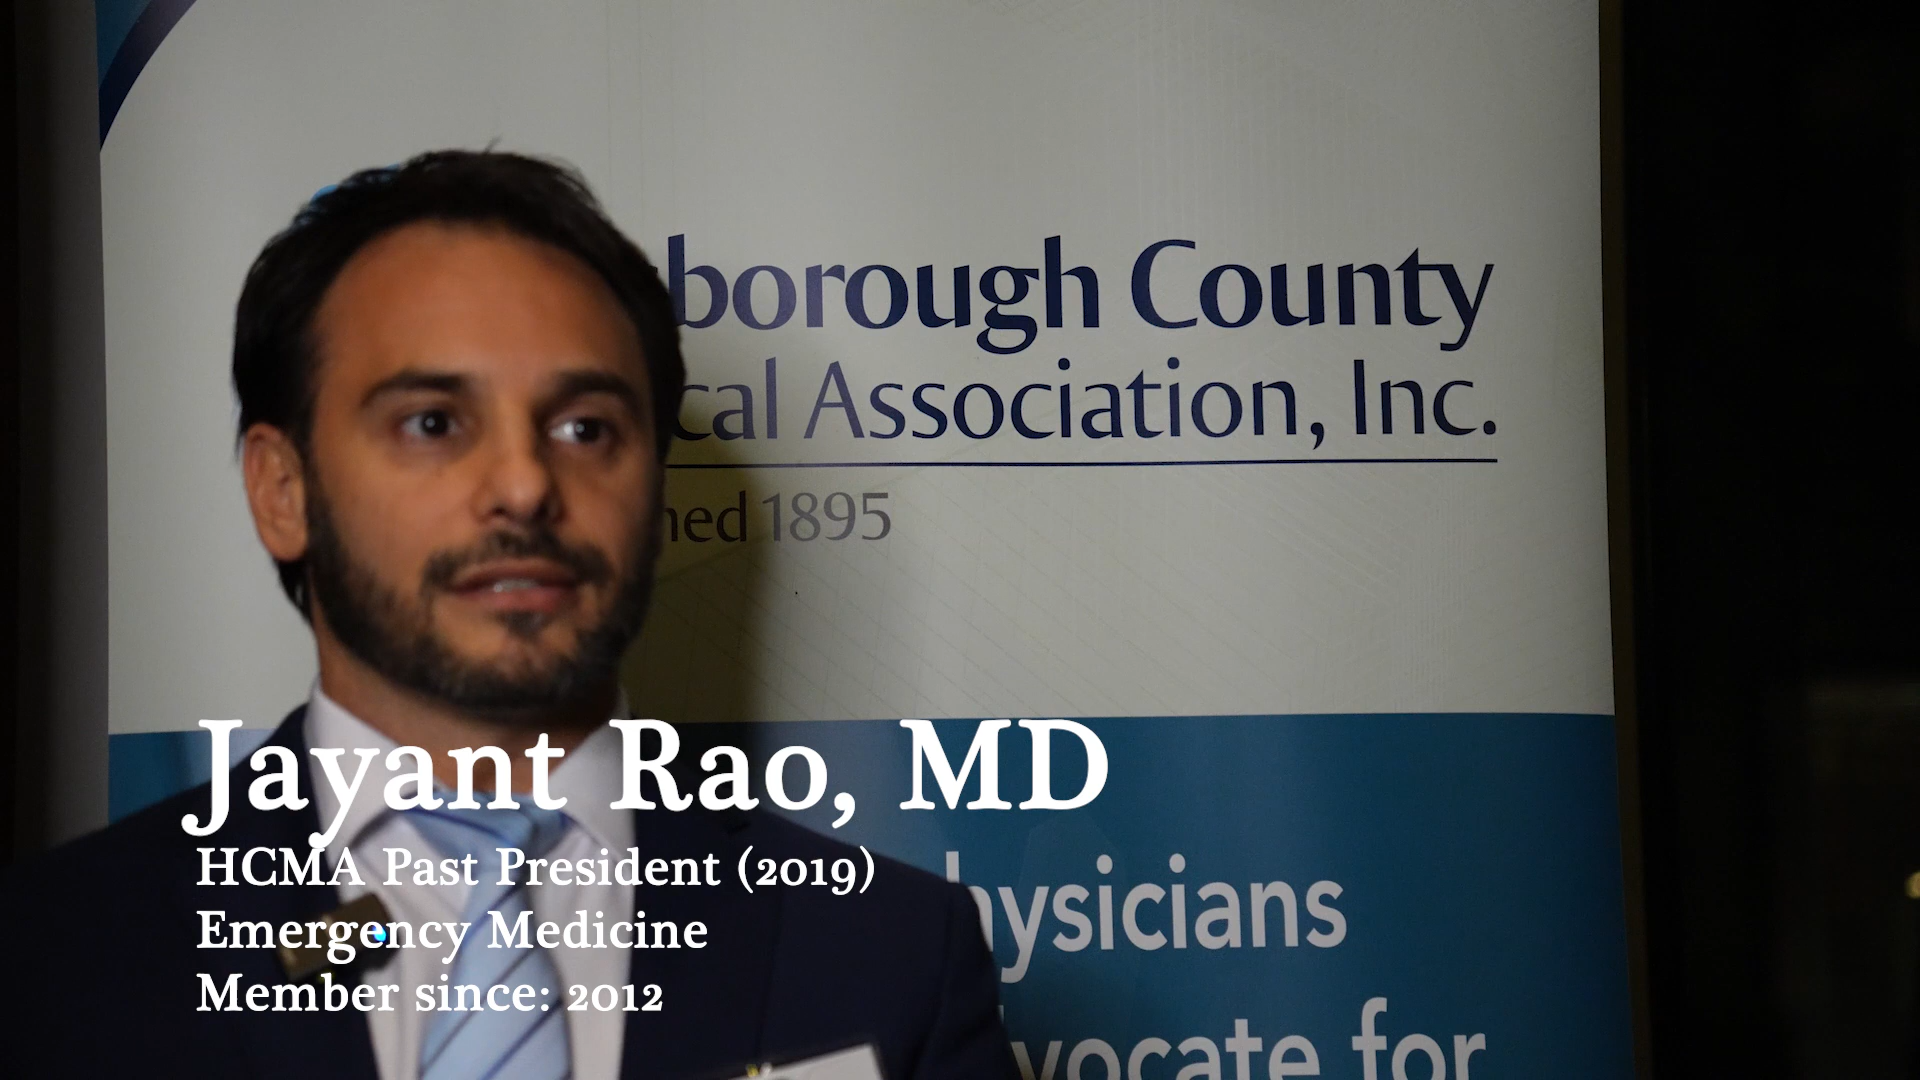 borough County
cal Association, Inc.
ned 1895
Jayant Rao, MD
HCMA Past President (2019)
Emergency Medicine
Member since: 2012
hysicians
vocate for